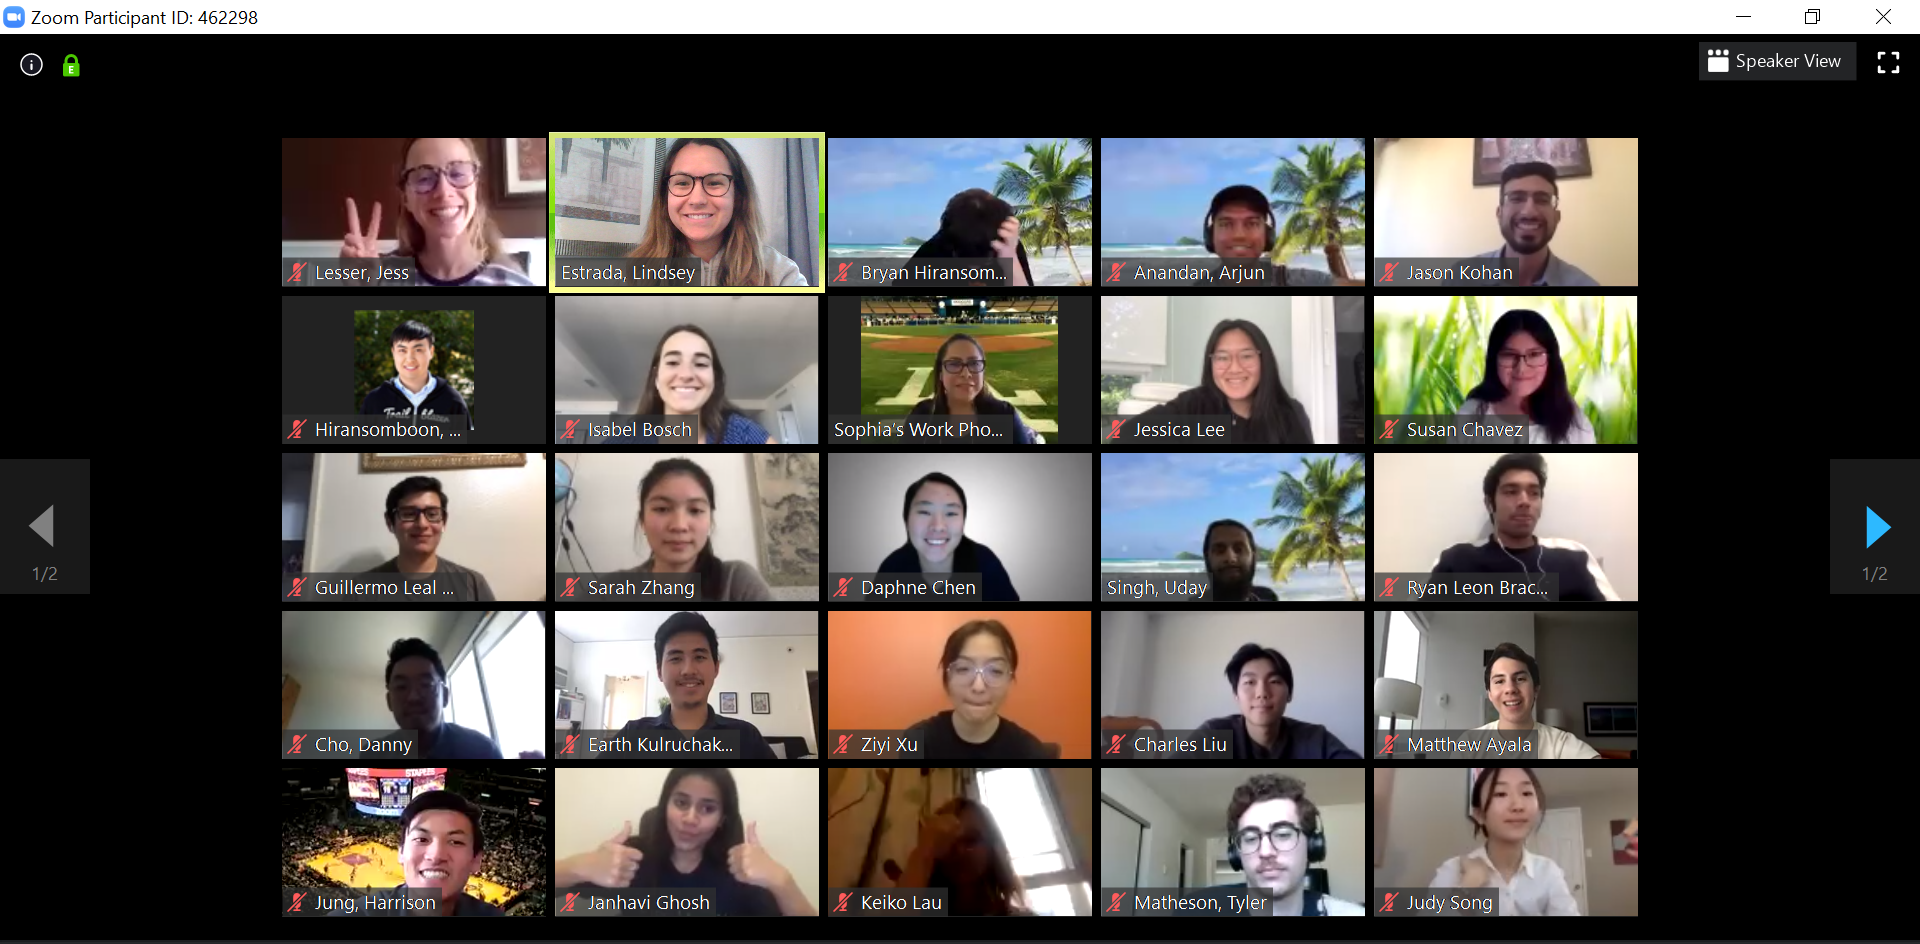 Zoom Participant ID: 462298
Speaker View
Lesser, Jess
Estrada, Lindsey
Bryan Hiransom...
Anandan, Arjun
Jason Kohan
Hiransomboon, ...
Isabel Bosch
Sophia's Work Pho...
Jessica Lee
Susan Chavez
1/2
Guillermo Leal ...
Sarah Zhang
Daphne Chen
Singh, Uday
Ryan Leon Brac...
1/2
Cho, Danny
Earth Kulruchak...
Ziyi Xu
Charles Liu
Matthew Ayala
STAPLES
Jung, Harrison
Janhavi Ghosh
Keiko Lau
Matheson, Tyler
Judy Song